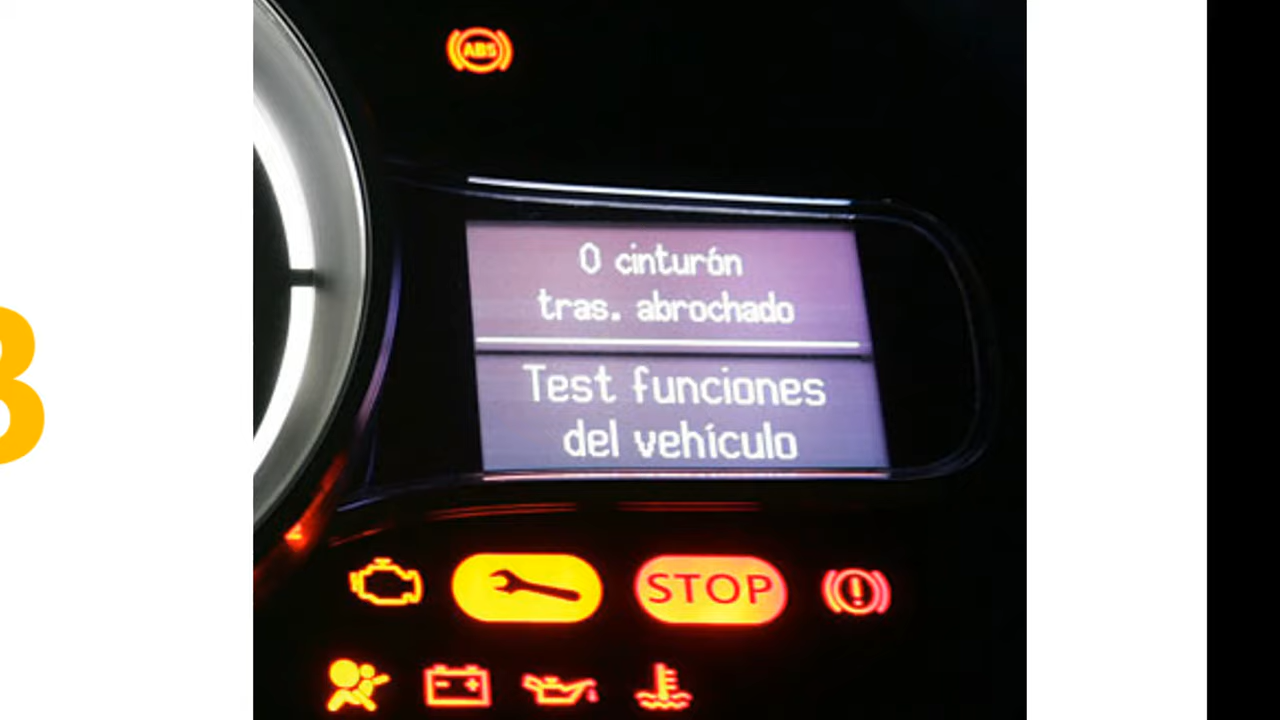 ABS
0 cinturón
tras. abrochado
Test funciones
del vehículo
STOP